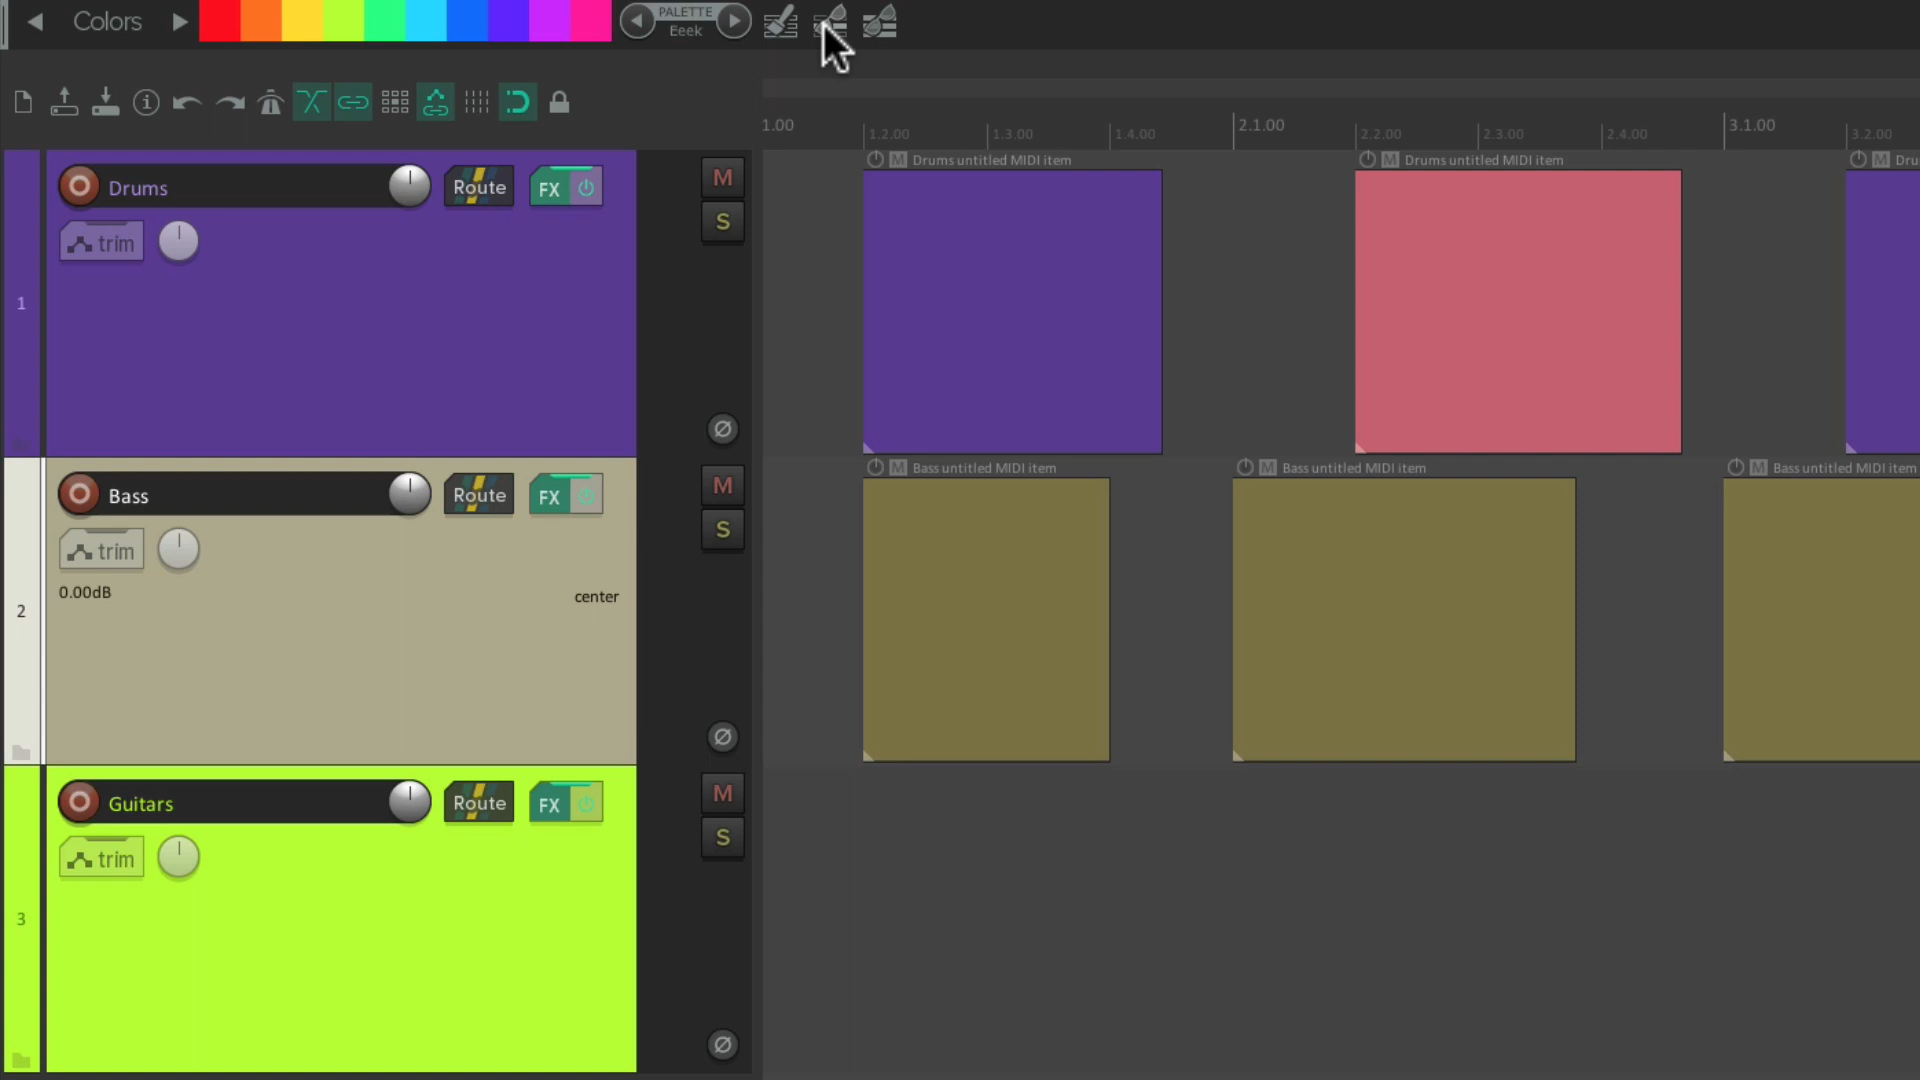 Colors
PALETTE
Eeek
1.00
1.2.00
1.3.00
1.4.00
2.1.00
2.2.00
2.3.00
2.4.00
3.1.00
3.2.00
1
Drums
Route
FX
trim
M
S
M Drums untitled MIDI item
M Drums untitled MIDI item
M Dru
2
Bass
Route
FX
trim
0.00dB
center
M
S
M Bass untitled MIDI item
M Bass untitled MIDI item
M Bass untitled MIDI item
3
Guitars
Route
FX
trim
M
S